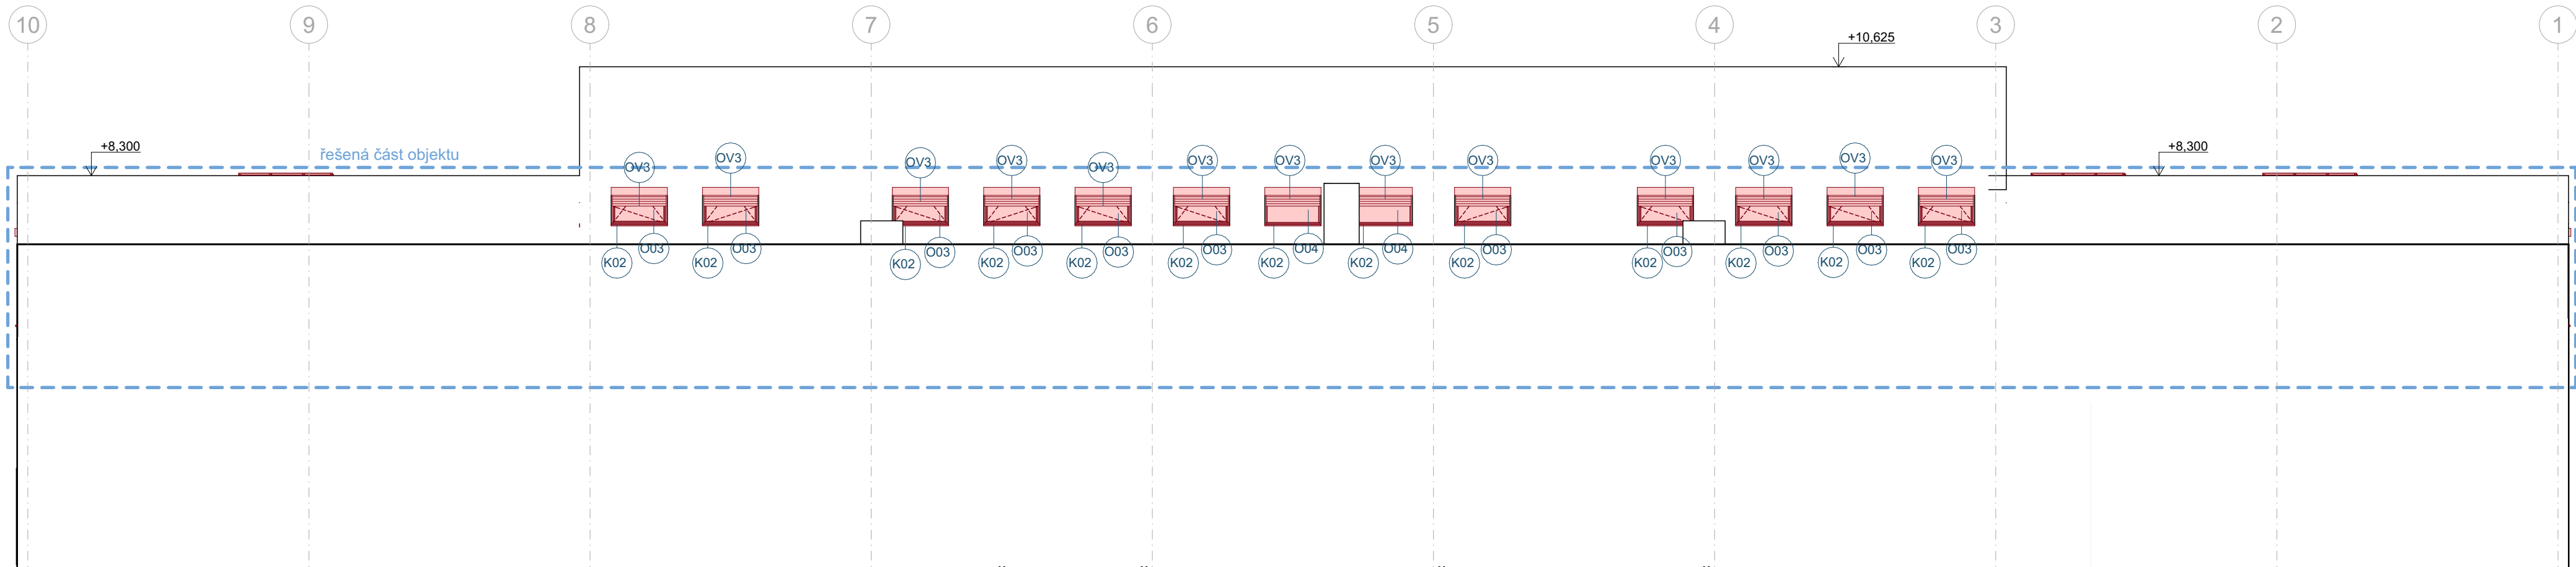 10 9 8 7 6 5 4 3 2 1
+10,625
+8,300
řešená část objektu
+8,300
OV3 OV3 OV3 OV3 OV3 OV3 OV3 OV3 OV3 OV3 OV3 OV3 OV3
O03 O03 O03 O03 O03 O03 O04 O04 O03 O03 O03 O03 O03
K02 K02 K02 K02 K02 K02 K02 K02 K02 K02 K02 K02 K02